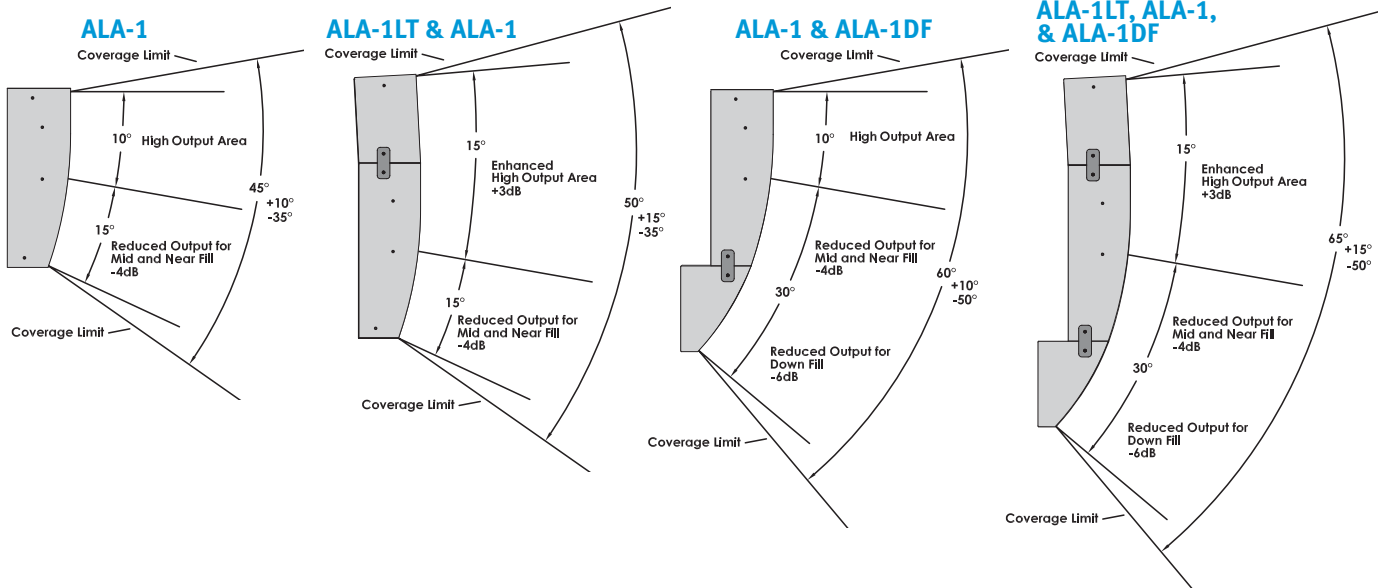 ALA-1
Coverage Limit
10°
High Output Area
45°
+10°
-35°
15°
Reduced Output for
Mid and Near Fill
-4dB
Coverage Limit
ALA-1LT & ALA-1
Coverage Limit
15°
Enhanced
High Output Area
+3dB
50°
+15°
-35°
15°
Reduced Output for
Mid and Near Fill
-4dB
Coverage Limit
ALA-1 & ALA-1DF
Coverage Limit
10°
High Output Area
Reduced Output for
Mid and Near Fill
-4dB
60°
+10°
-50°
30°
Reduced Output for
Down Fill
-6dB
Coverage Limit
ALA-1LT, ALA-1,
& ALA-1DF
Coverage Limit
15°
Enhanced
High Output Area
+3dB
65°
+15°
-50°
Reduced Output for
Mid and Near Fill
-4dB
30°
Reduced Output for
Down Fill
-6dB
Coverage Limit